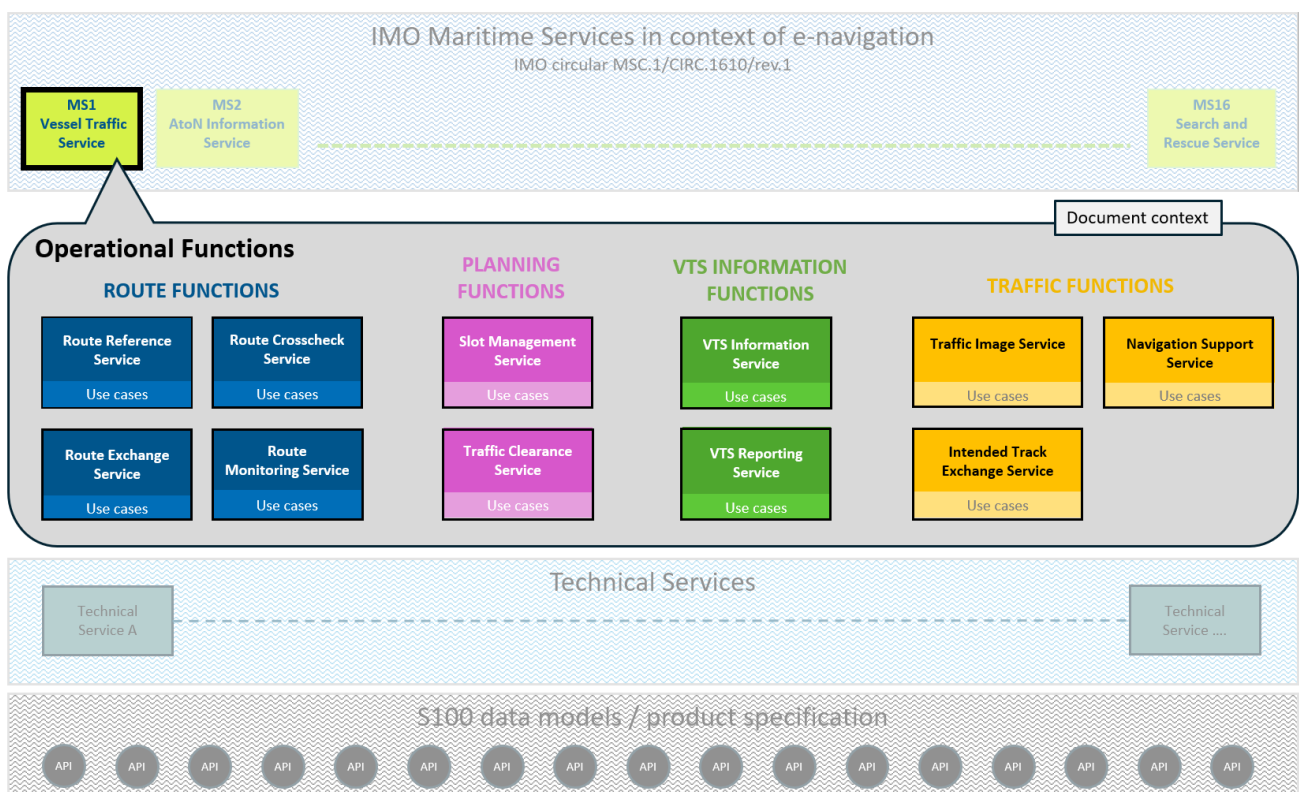 IMO Maritime Services in context of e-navigation
IMO circular MSC.1/CIRC.1610/rev.1
MS1
Vessel Traffic
Service
MS2
AtoN Information
Service
MS16
Search and
Rescue Service
Document context
Operational Functions
ROUTE FUNCTIONS
Route Reference
Service
Use cases
Route Crosscheck
Service
Use cases
Route Exchange
Service
Use cases
Route
Monitoring Service
Use cases
PLANNING
FUNCTIONS
Slot Management
Service
Use cases
Traffic Clearance
Service
Use cases
VTS INFORMATION
FUNCTIONS
VTS Information
Service
Use cases
VTS Reporting
Service
Use cases
TRAFFIC FUNCTIONS
Traffic Image Service
Use cases
Navigation Support
Service
Use cases
Intended Track
Exchange Service
Use cases
Technical Services
Technical
Service A
Technical
Service ....
S100 data models / product specification
API API API API API API API API API API API API API API API API API